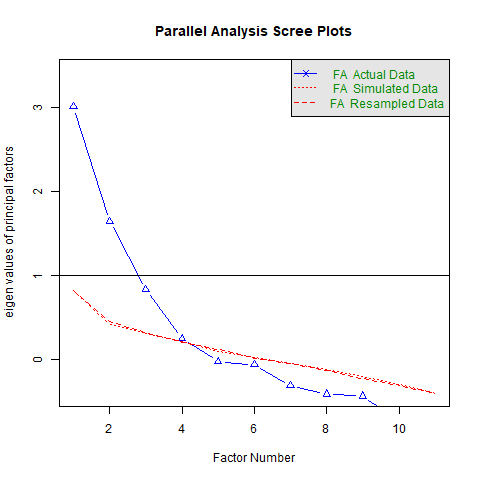 Parallel Analysis Scree Plots
FA Actual Data
FA Simulated Data
FA Resampled Data
eigen values of principal factors
3
2
1
0
2 4 6 8 10
Factor Number